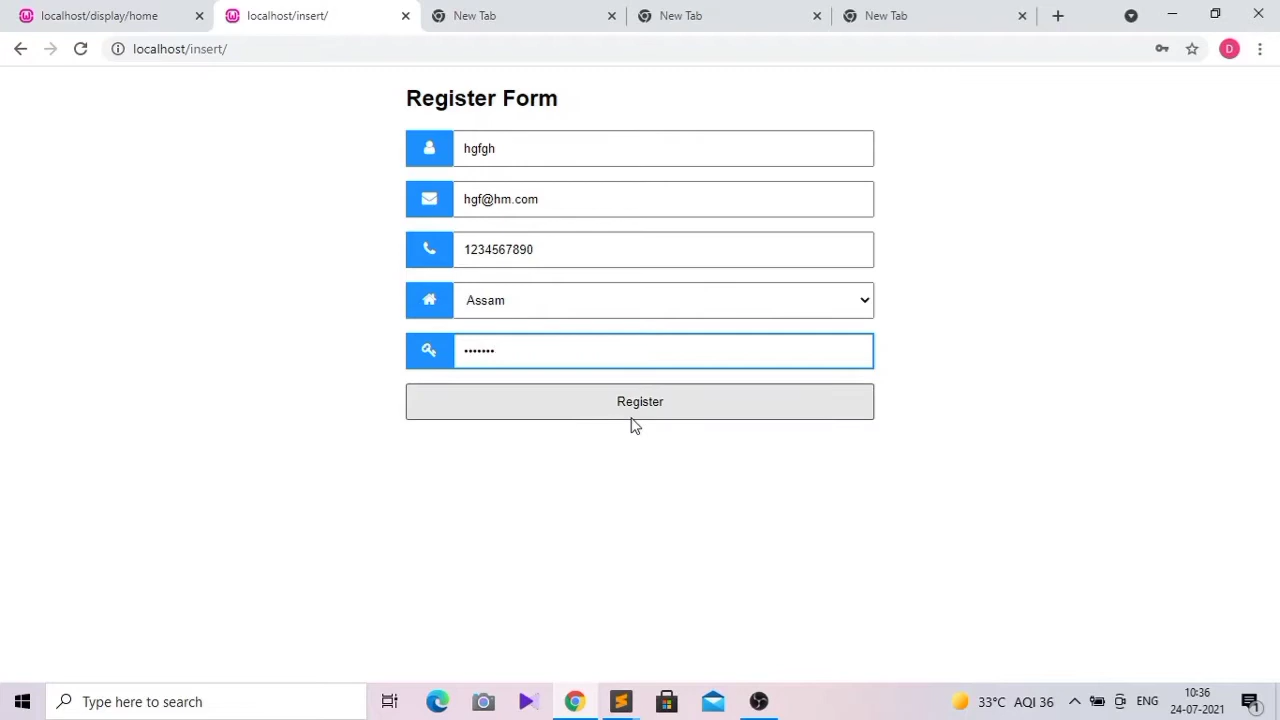 localhost/display/home
localhost/insert/
New Tab
New Tab
New Tab
D
localhost/insert/
Register Form
hgfgh
hgf@hm.com
1234567890
Assam
•••••••
Register
Type here to search
33°C AQI 36
ENG
10:36
24-07-2021
1